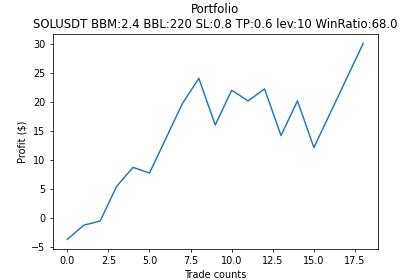 Portfolio
SOLUSDT BBM:2.4 BBL:220 SL:0.8 TP:0.6 lev:10 WinRatio:68.0
30
25
20
15
10
5
0
−5
Profit ($)
0.0 2.5 5.0 7.5 10.0 12.5 15.0 17.5
Trade counts